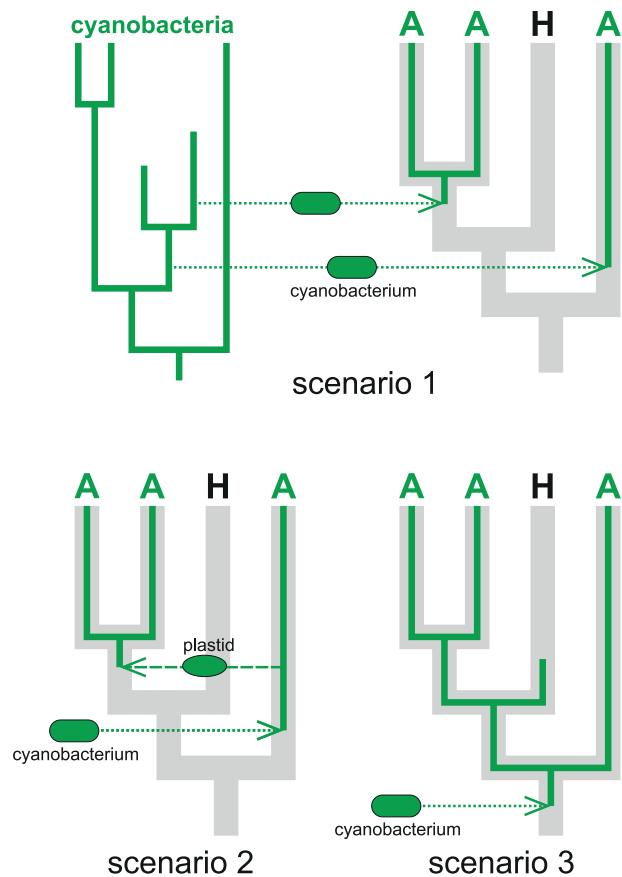 cyanobacteria
A A H A
cyanobacterium
scenario 1
A A H A
plastid
cyanobacterium
scenario 2
A A H A
cyanobacterium
scenario 3